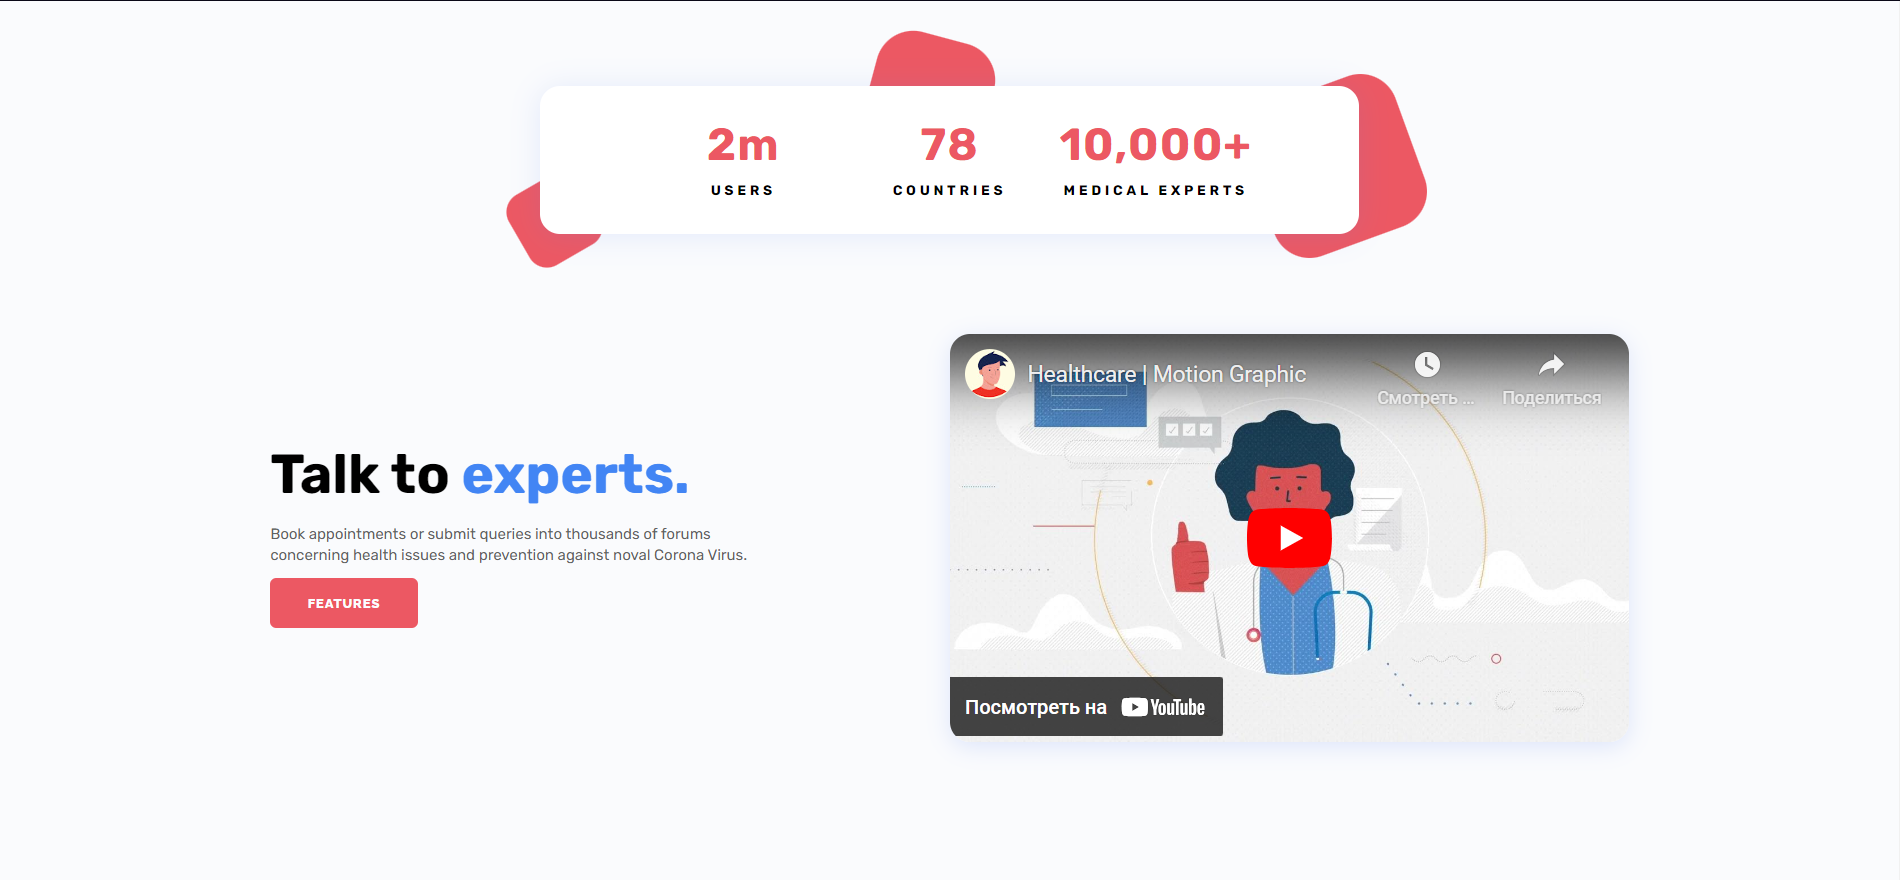 2m
78
10,000+
USERS
COUNTRIES
MEDICAL EXPERTS
Healthcare | Motion Graphic
Смотреть ...
Поделиться
Talk to experts.
Book appointments or submit queries into thousands of forums
concerning health issues and prevention against noval Corona Virus.
FEATURES
Посмотреть на YouTube